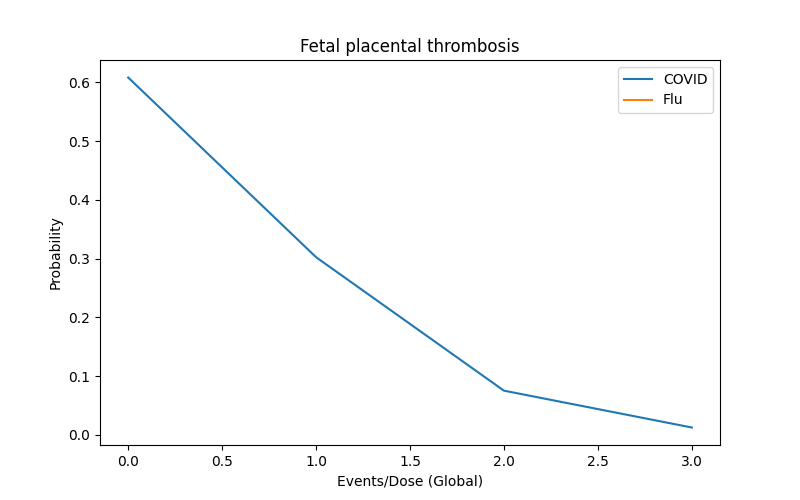 Fetal placental thrombosis
COVID
Flu
Probability
0.6
0.5
0.4
0.3
0.2
0.1
0.0
0.0 0.5 1.0 1.5 2.0 2.5 3.0
Events/Dose (Global)